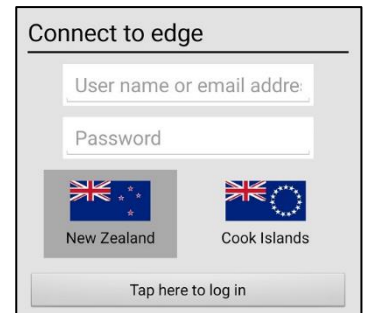 Connect to edge
User name or email addre
Password
New Zealand
Cook Islands
Tap here to log in